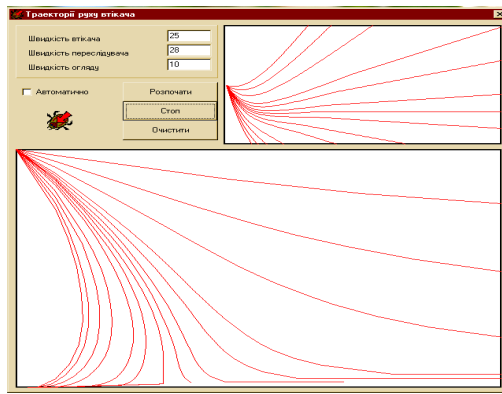 Траєкторії руху втікача
Швидкість втікача 25
Швидкість переслідувача 28
Швидкість огляду 10
Автоматично
Розпочати
Стоп
Очистити